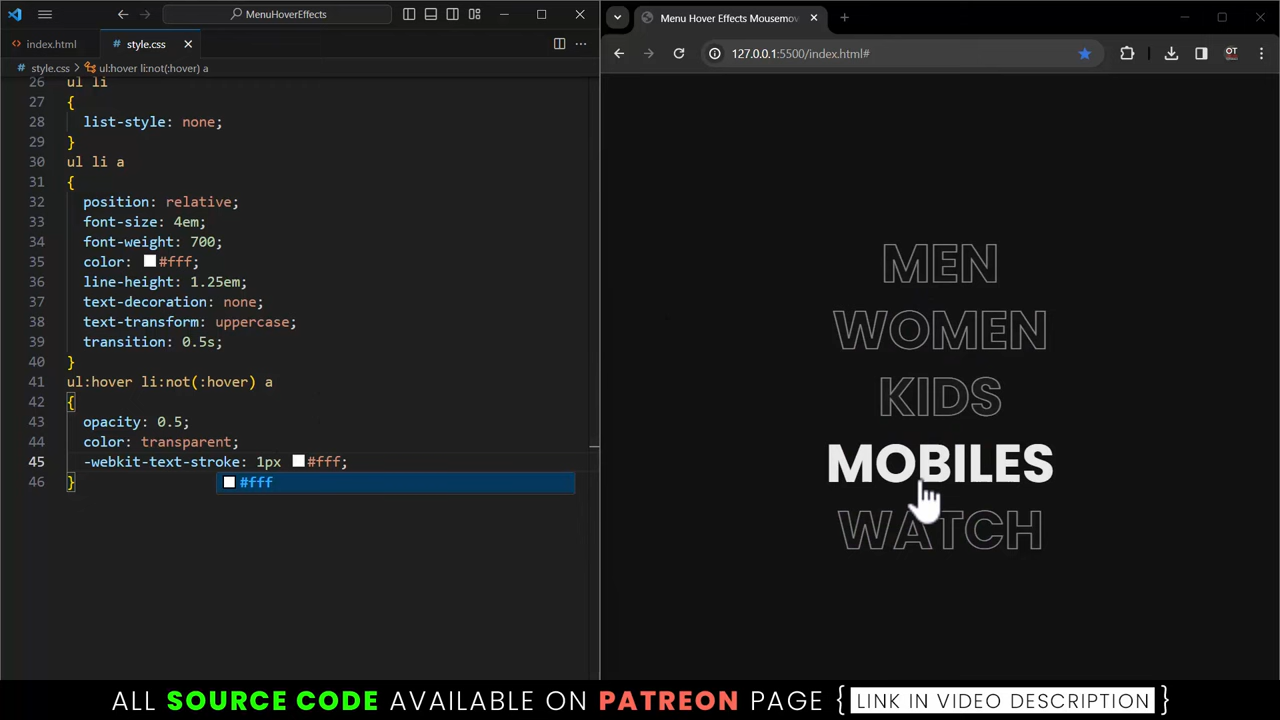 MenuHoverEffects
index.html
style.css
style.css > ul:hover li:not(:hover) a
26 ul li
27 {
28 list-style: none;
29 }
30 ul li a
31 {
32 position: relative;
33 font-size: 4em;
34 font-weight: 700;
35 color: #fff;
36 line-height: 1.25em;
37 text-decoration: none;
38 text-transform: uppercase;
39 transition: 0.5s;
40 }
41 ul:hover li:not(:hover) a
42 {
43 opacity: 0.5;
44 color: transparent;
45 -webkit-text-stroke: 1px #fff;
46 }
#fff
Menu Hover Effects Mousemov
127.0.0.1:5500/index.html#
OT
MEN
WOMEN
KIDS
MOBILES
WATCH
ALL SOURCE CODE AVAILABLE ON PATREON PAGE { LINK IN VIDEO DESCRIPTION }